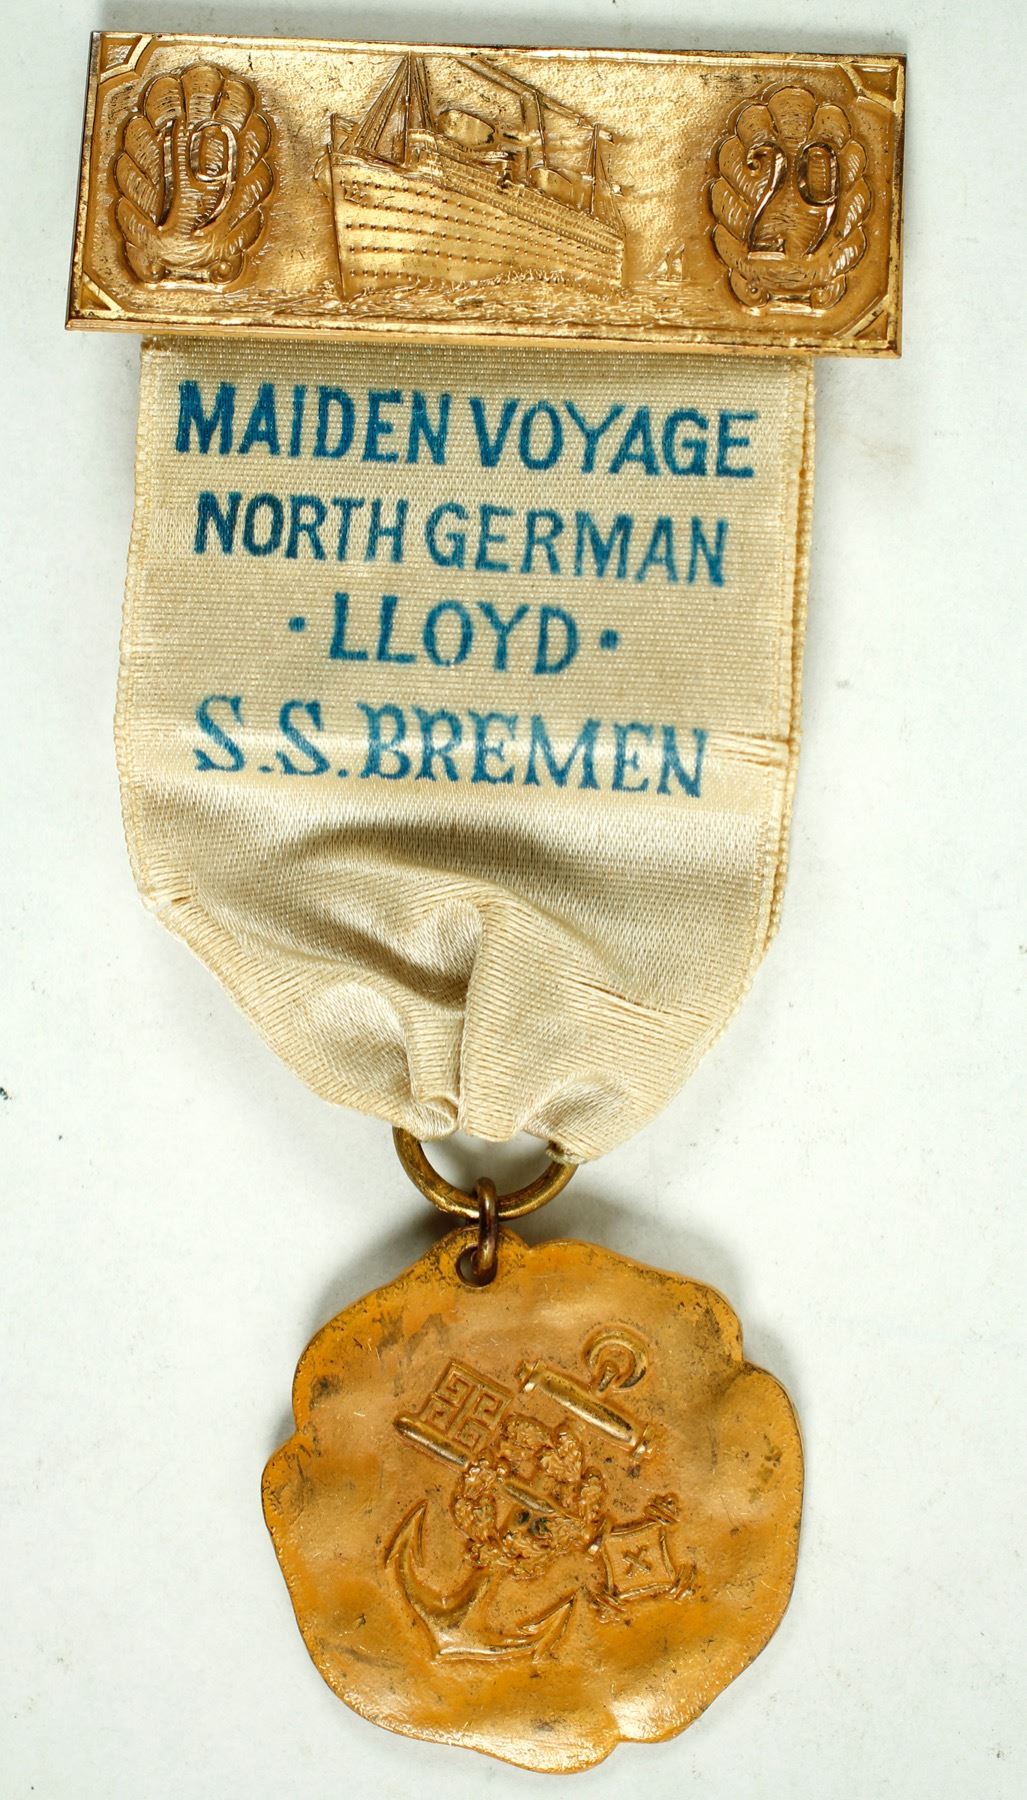 19 29
MAIDEN VOYAGE
NORTH GERMAN
· LLOYD ·
S.S. BREMEN